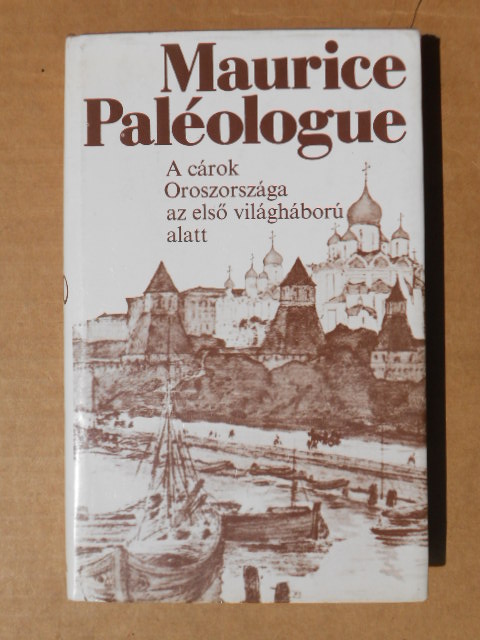 Maurice
Paléologue
A cárok
Oroszországa
az első világháború
alatt